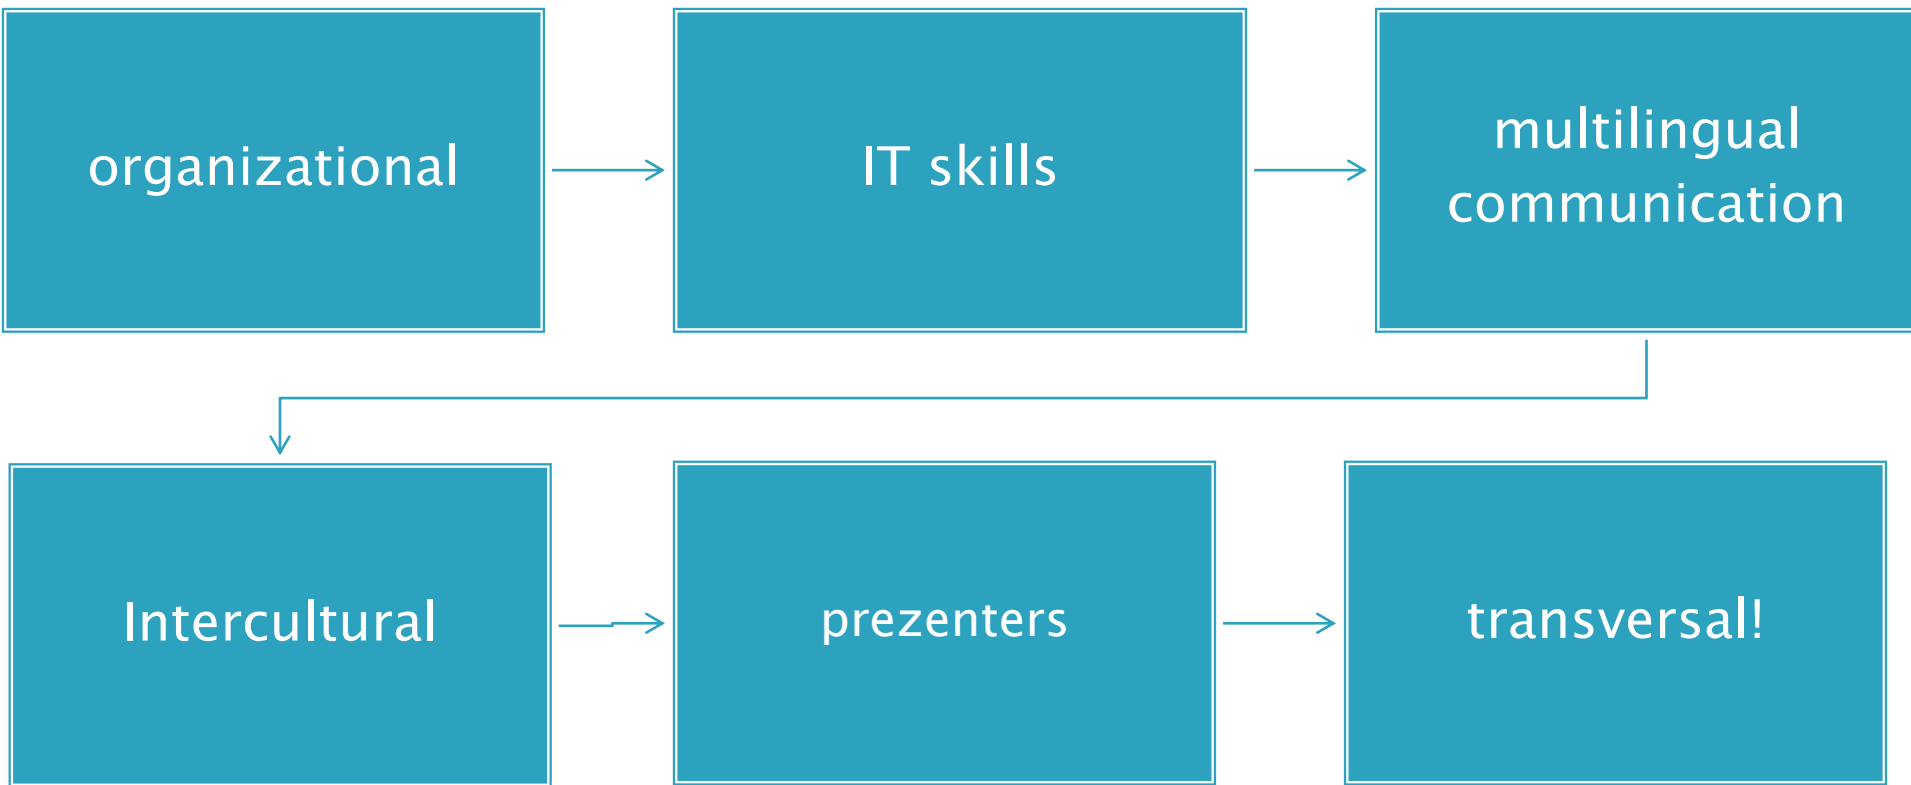 organizational
IT skills
multilingual
communication
Intercultural
prezenters
transversal!